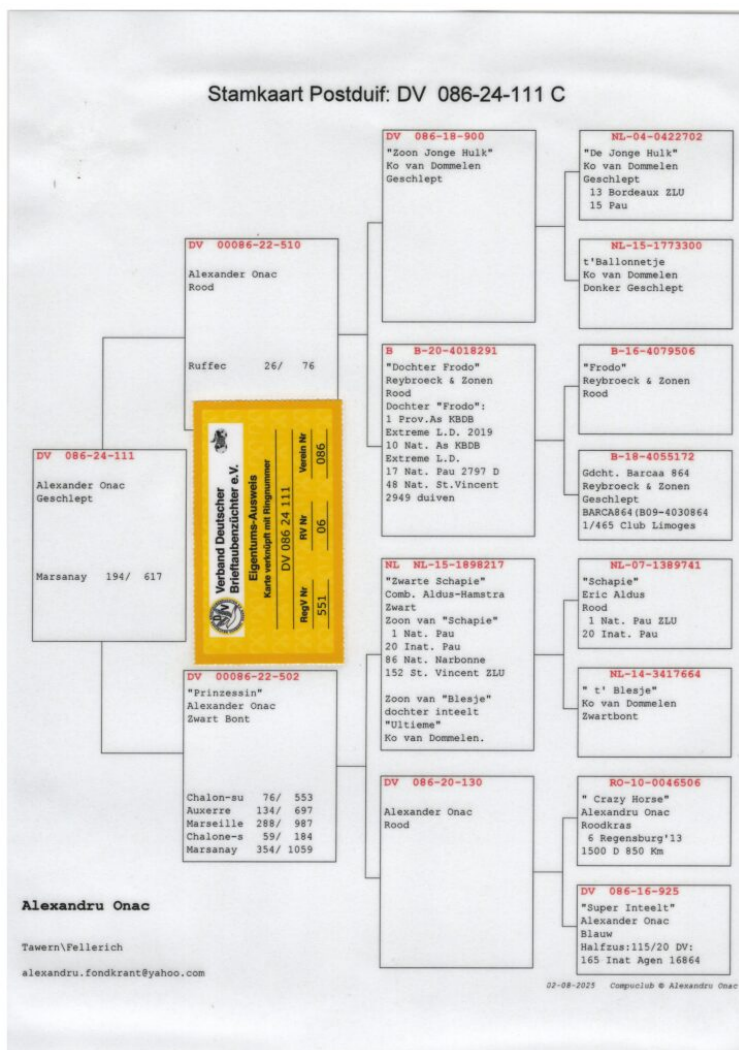 Stamkaart Postduif: DV 086-24-111 C
DV 086-24-111
Alexander Onac
Geschlept
Marsanay 194/ 617
DV 00086-22-510
Alexander Onac
Rood
Ruffec 26/ 76
Verband Deutscher
Brieftaubenzüchter e.V.
Eigentums-Ausweis
Karte verknüpft mit Ringnummer
DV 086 24 111
RegV Nr RV Nr Verein Nr
551 06 086
DV 00086-22-502
"Prinzessin"
Alexander Onac
Zwart Bont
Chalon-su 76/ 553
Auxerre 134/ 697
Marseille 288/ 987
Chalone-s 59/ 184
Marsanay 354/ 1059
DV 086-18-900
"Zoon Jonge Hulk"
Ko van Dommelen
Geschlept
B B-20-4018291
"Dochter Frodo"
Reybroeck & Zonen
Rood
Dochter "Frodo":
1 Prov.As KBDB
Extreme L.D. 2019
10 Nat. As KBDB
Extreme L.D.
17 Nat. Pau 2797 D
48 Nat. St.Vincent
2949 duiven
NL NL-15-1898217
"Zwarte Schapie"
Comb. Aldus-Hamstra
Zwart
Zoon van "Schapie"
1 Nat. Pau
20 Inat. Pau
86 Nat. Narbonne
152 St. Vincent ZLU
Zoon van "Blesje"
dochter inteelt
"Ultieme"
Ko van Dommelen.
DV 086-20-130
Alexander Onac
Rood
NL-04-0422702
"De Jonge Hulk"
Ko van Dommelen
Geschlept
13 Bordeaux ZLU
15 Pau
NL-15-1773300
t'Ballonnetje
Ko van Dommelen
Donker Geschlept
B-16-4079506
"Frodo"
Reybroeck & Zonen
Rood
B-18-4055172
Gdcht. Barcaa 864
Reybroeck & Zonen
Geschlept
BARCA864(B09-4030864
1/465 Club Limoges
NL-07-1389741
"Schapie"
Eric Aldus
Rood
1 Nat. Pau ZLU
20 Inat. Pau
NL-14-3417664
" t' Blesje"
Ko van Dommelen
Zwartbont
RO-10-0046506
" Crazy Horse"
Alexandru Onac
Roodkras
6 Regensburg'13
1500 D 850 Km
DV 086-16-925
"Super Inteelt"
Alexander Onac
Blauw
Halfzus:115/20 DV:
165 Inat Agen 16864
Alexandru Onac
Tawern\Fellerich
alexandru.fondkrant@yahoo.com
02-08-2025 Compuclub © Alexandru Onac